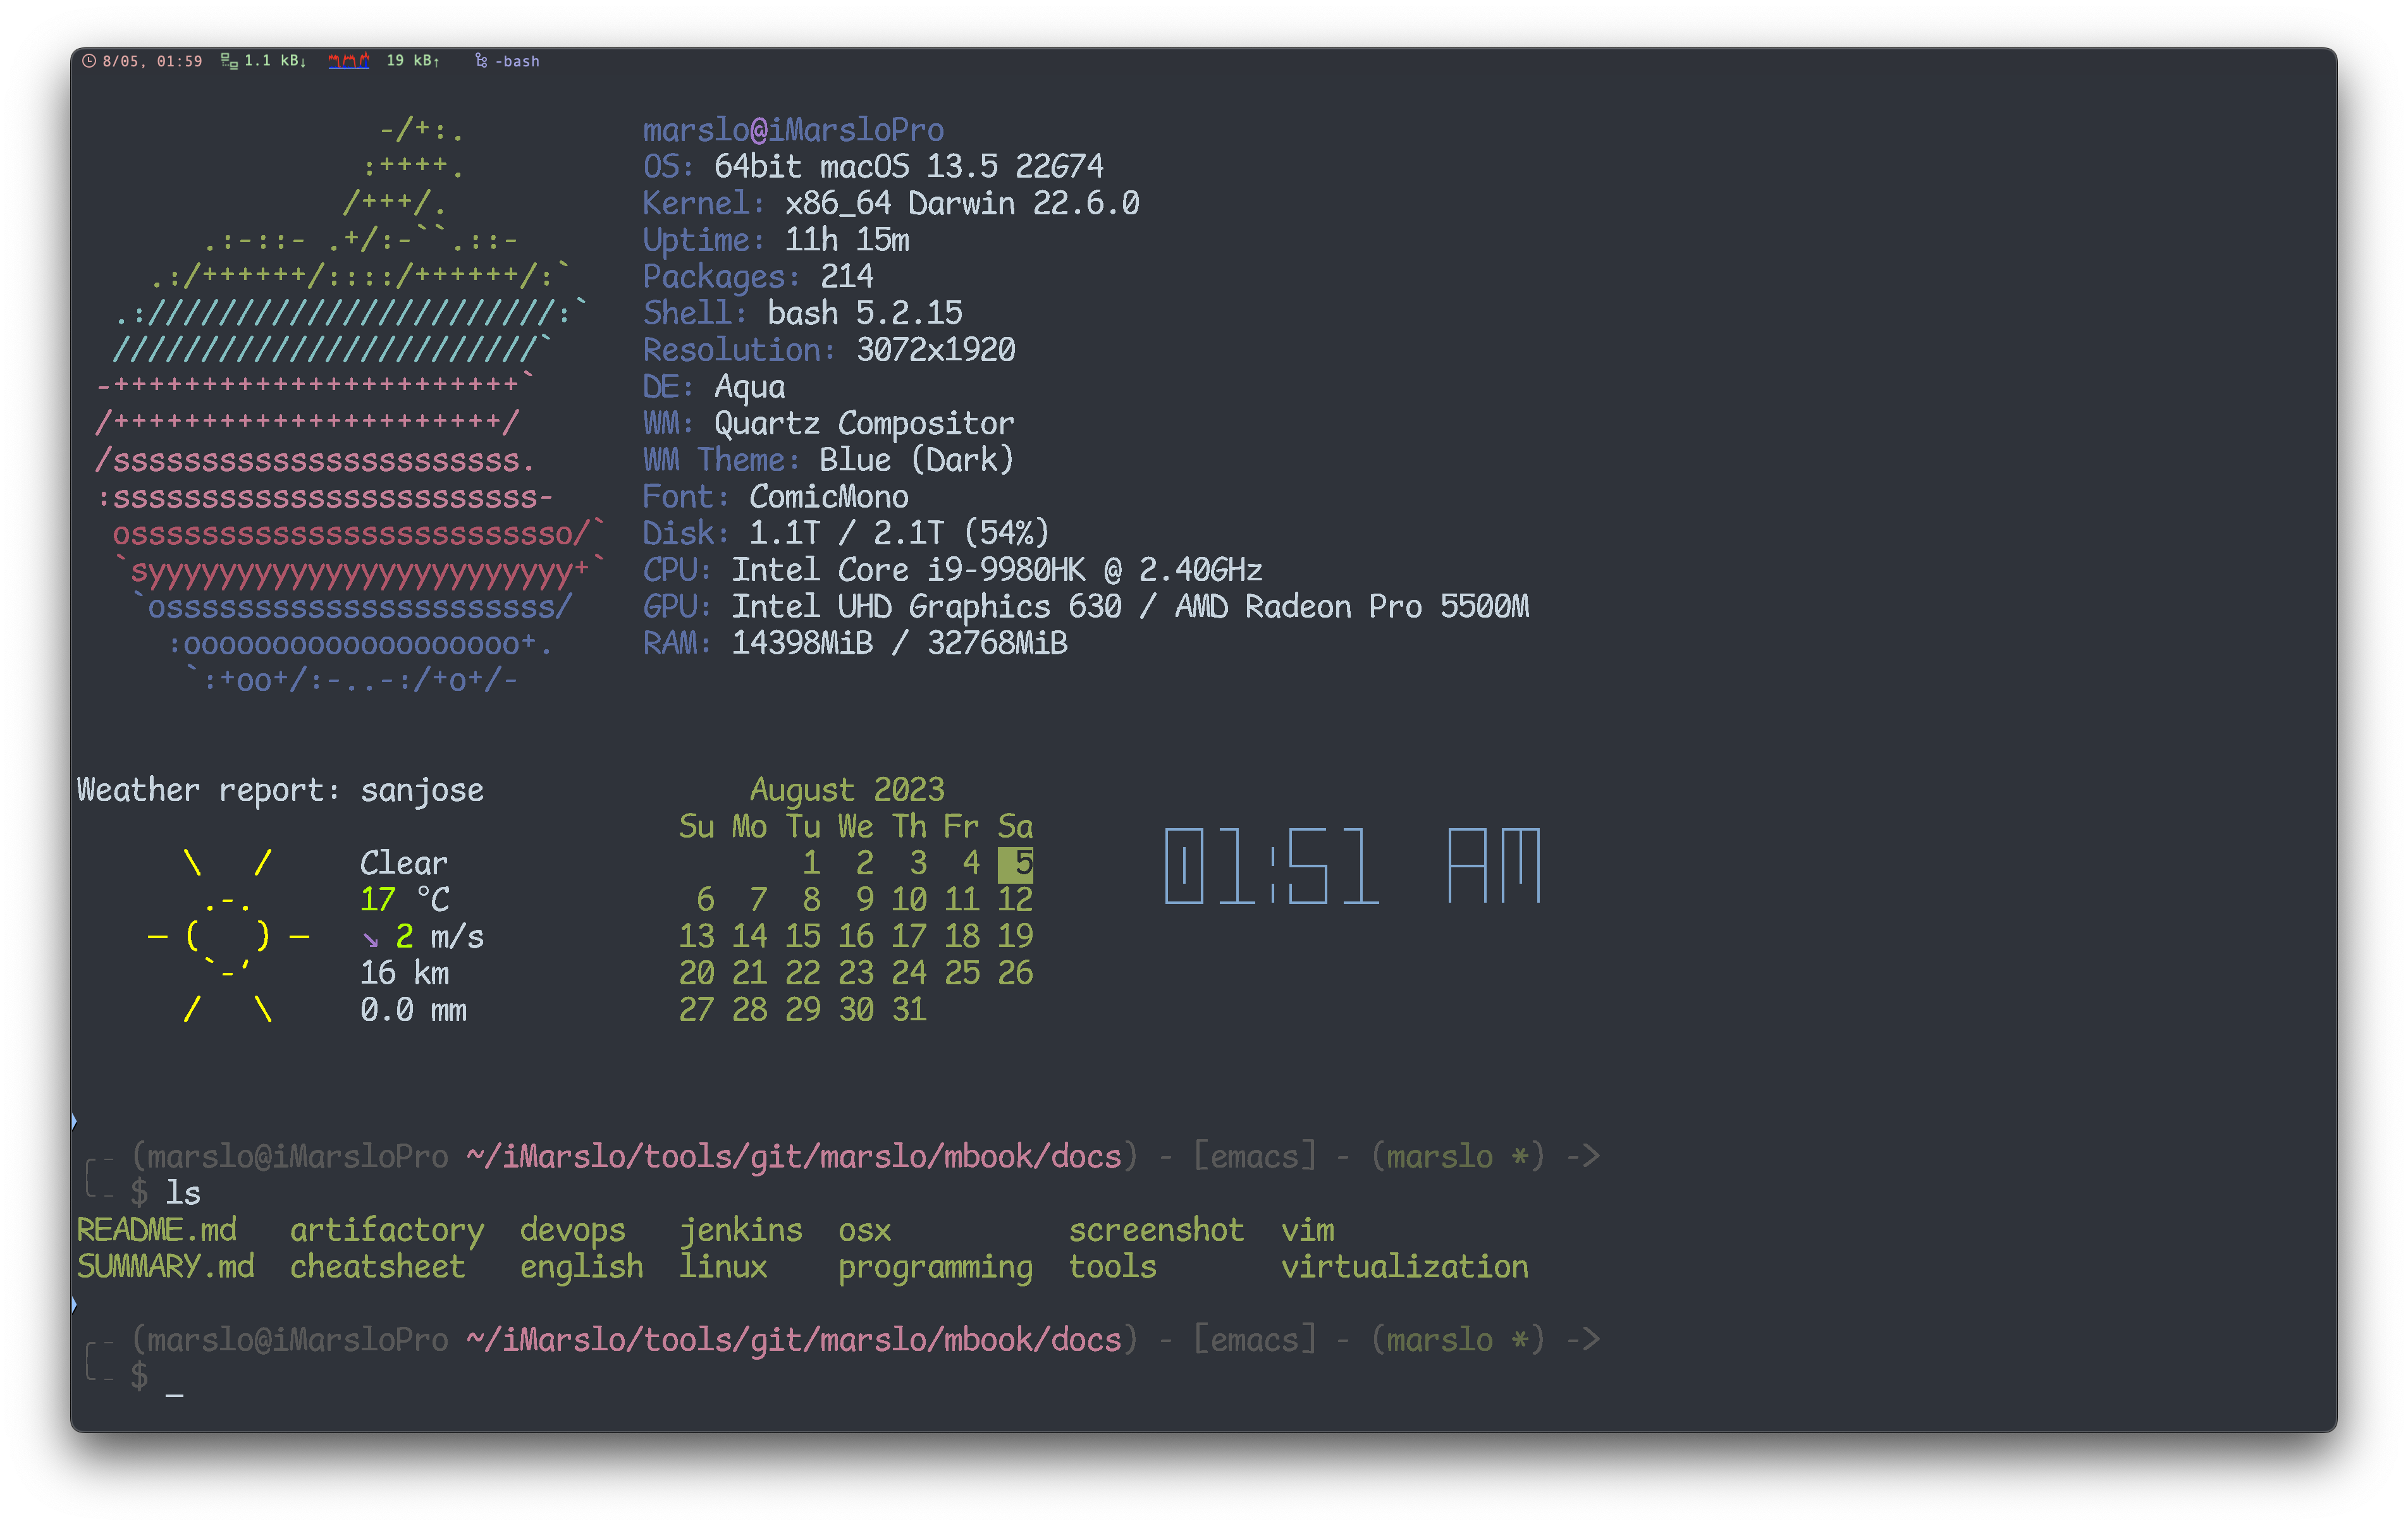 8/05, 01:59 1.1 kB↓ 19 kB↑ -bash
marslo@iMarsloPro
OS: 64bit macOS 13.5 22G74
Kernel: x86_64 Darwin 22.6.0
Uptime: 11h 15m
Packages: 214
Shell: bash 5.2.15
Resolution: 3072x1920
DE: Aqua
WM: Quartz Compositor
WM Theme: Blue (Dark)
Font: ComicMono
Disk: 1.1T / 2.1T (54%)
CPU: Intel Core i9-9980HK @ 2.40GHz
GPU: Intel UHD Graphics 630 / AMD Radeon Pro 5500M
RAM: 14398MiB / 32768MiB
Weather report: sanjose
Clear
17 °C
↘ 2 m/s
16 km
0.0 mm
August 2023
Su Mo Tu We Th Fr Sa
1 2 3 4 5
6 7 8 9 10 11 12
13 14 15 16 17 18 19
20 21 22 23 24 25 26
27 28 29 30 31
01:51 AM
(marslo@iMarsloPro ~/iMarslo/tools/git/marslo/mbook/docs) - [emacs] - (marslo *) ->
$ ls
README.md artifactory devops jenkins osx screenshot vim
SUMMARY.md cheatsheet english linux programming tools virtualization
(marslo@iMarsloPro ~/iMarslo/tools/git/marslo/mbook/docs) - [emacs] - (marslo *) ->
$ _